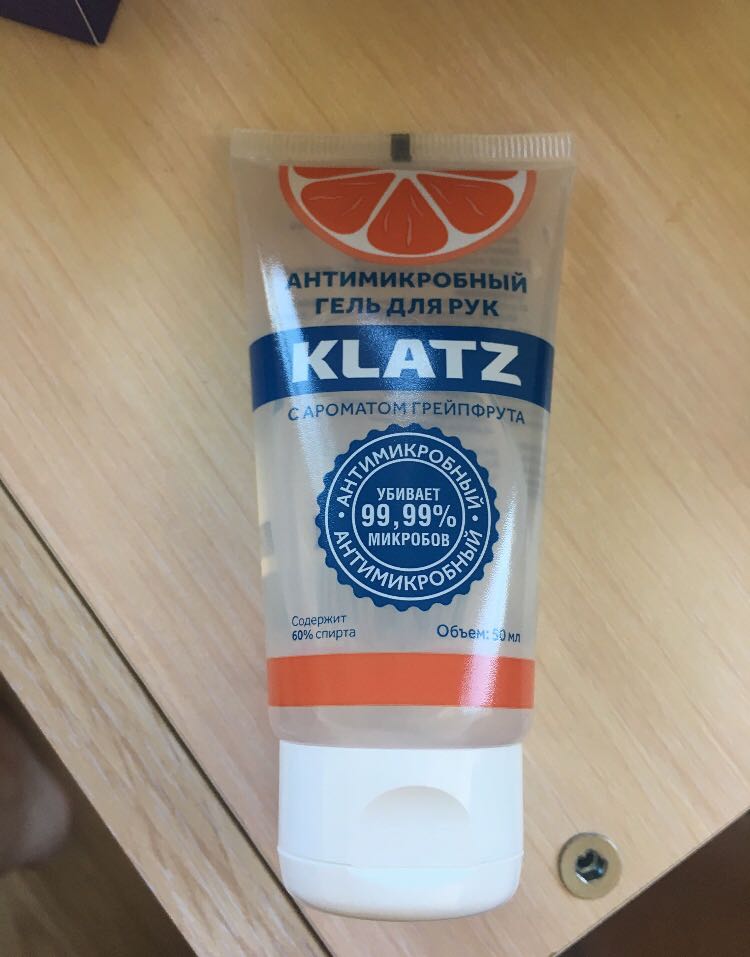 АНТИМИКРОБНЫЙ
ГЕЛЬ ДЛЯ РУК
KLATZ
С АРОМАТОМ ГРЕЙПФРУТА
АНТИМИКРОБНЫЙ
УБИВАЕТ
99,99%
МИКРОБОВ
АНТИМИКРОБНЫЙ
Содержит
60% спирта
Объем: 50 мл